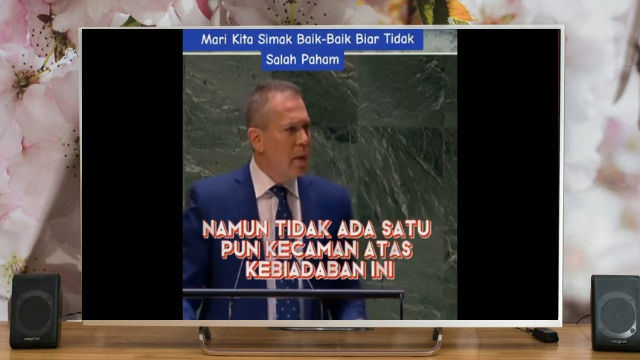 Mari Kita Simak Baik-Baik Biar Tidak
Salah Paham
NAMUN TIDAK ADA SATU
PUN KECAMAN ATAS
KEBIADABAN INI